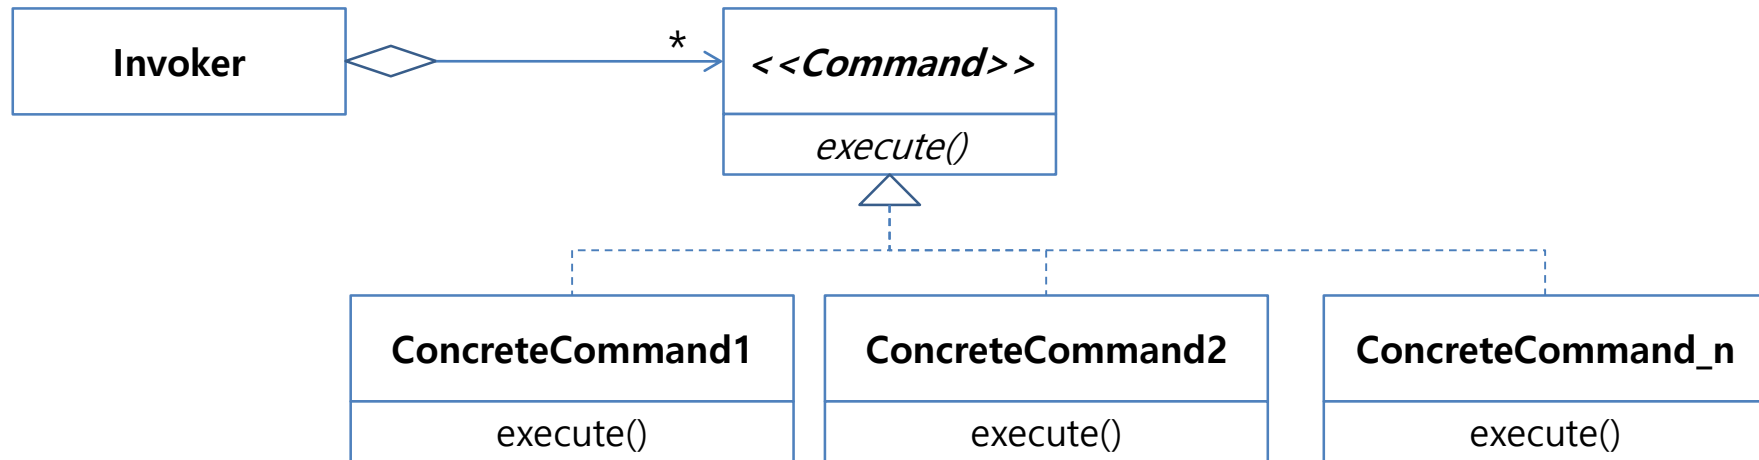 Invoker
*
<<Command>>
execute()
ConcreteCommand1
execute()
ConcreteCommand2
execute()
ConcreteCommand_n
execute()